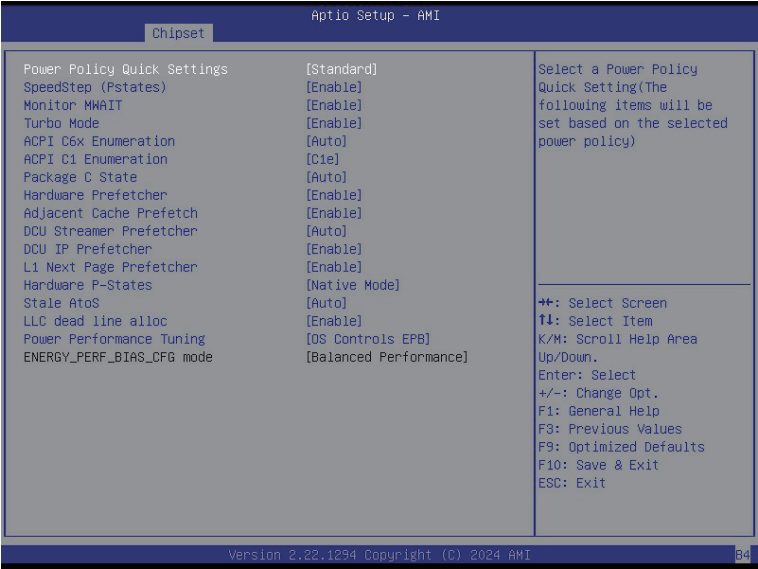 Aptio Setup – AMI
Chipset
Power Policy Quick Settings [Standard]
SpeedStep (Pstates) [Enable]
Monitor MWAIT [Enable]
Turbo Mode [Enable]
ACPI C6x Enumeration [Auto]
ACPI C1 Enumeration [C1e]
Package C State [Auto]
Hardware Prefetcher [Enable]
Adjacent Cache Prefetch [Enable]
DCU Streamer Prefetcher [Auto]
DCU IP Prefetcher [Enable]
L1 Next Page Prefetcher [Enable]
Hardware P-States [Native Mode]
Stale AtoS [Auto]
LLC dead line alloc [Enable]
Power Performance Tuning [OS Controls EPB]
ENERGY_PERF_BIAS_CFG mode [Balanced Performance]
Select a Power Policy
Quick Setting(The
following items will be
set based on the selected
power policy)
→←: Select Screen
↑↓: Select Item
K/M: Scroll Help Area
Up/Down.
Enter: Select
+/-: Change Opt.
F1: General Help
F3: Previous Values
F9: Optimized Defaults
F10: Save & Exit
ESC: Exit
Version 2.22.1294 Copyright (C) 2024 AMI
B4